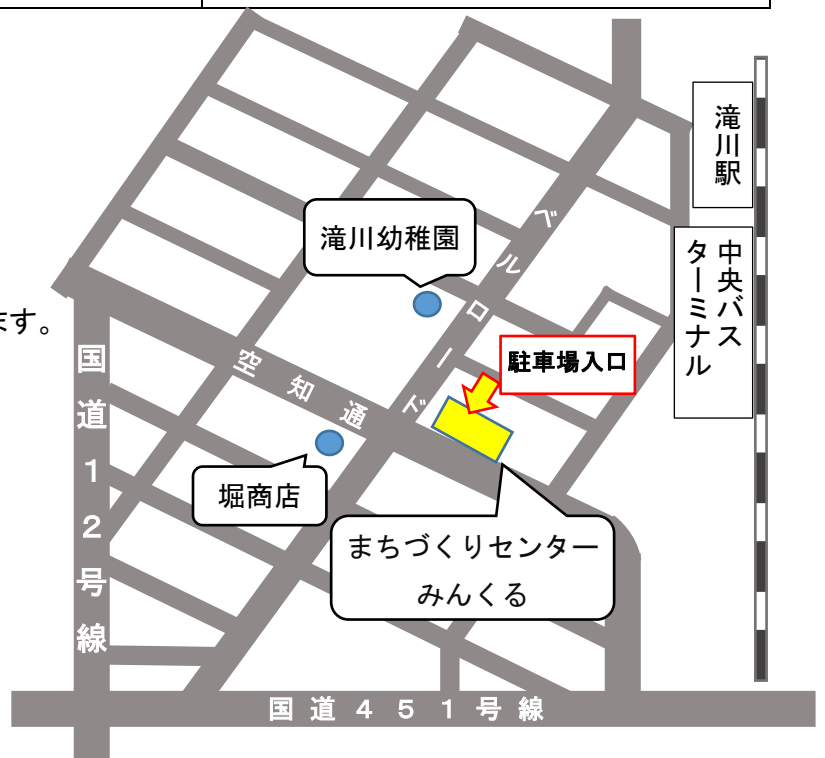 滝川駅
中央バス
ターミナル
滝川幼稚園
ベルロード
ます。
駐車場入口
国道12号線
空知通
堀商店
まちづくりセンター
みんくる
国道451号線